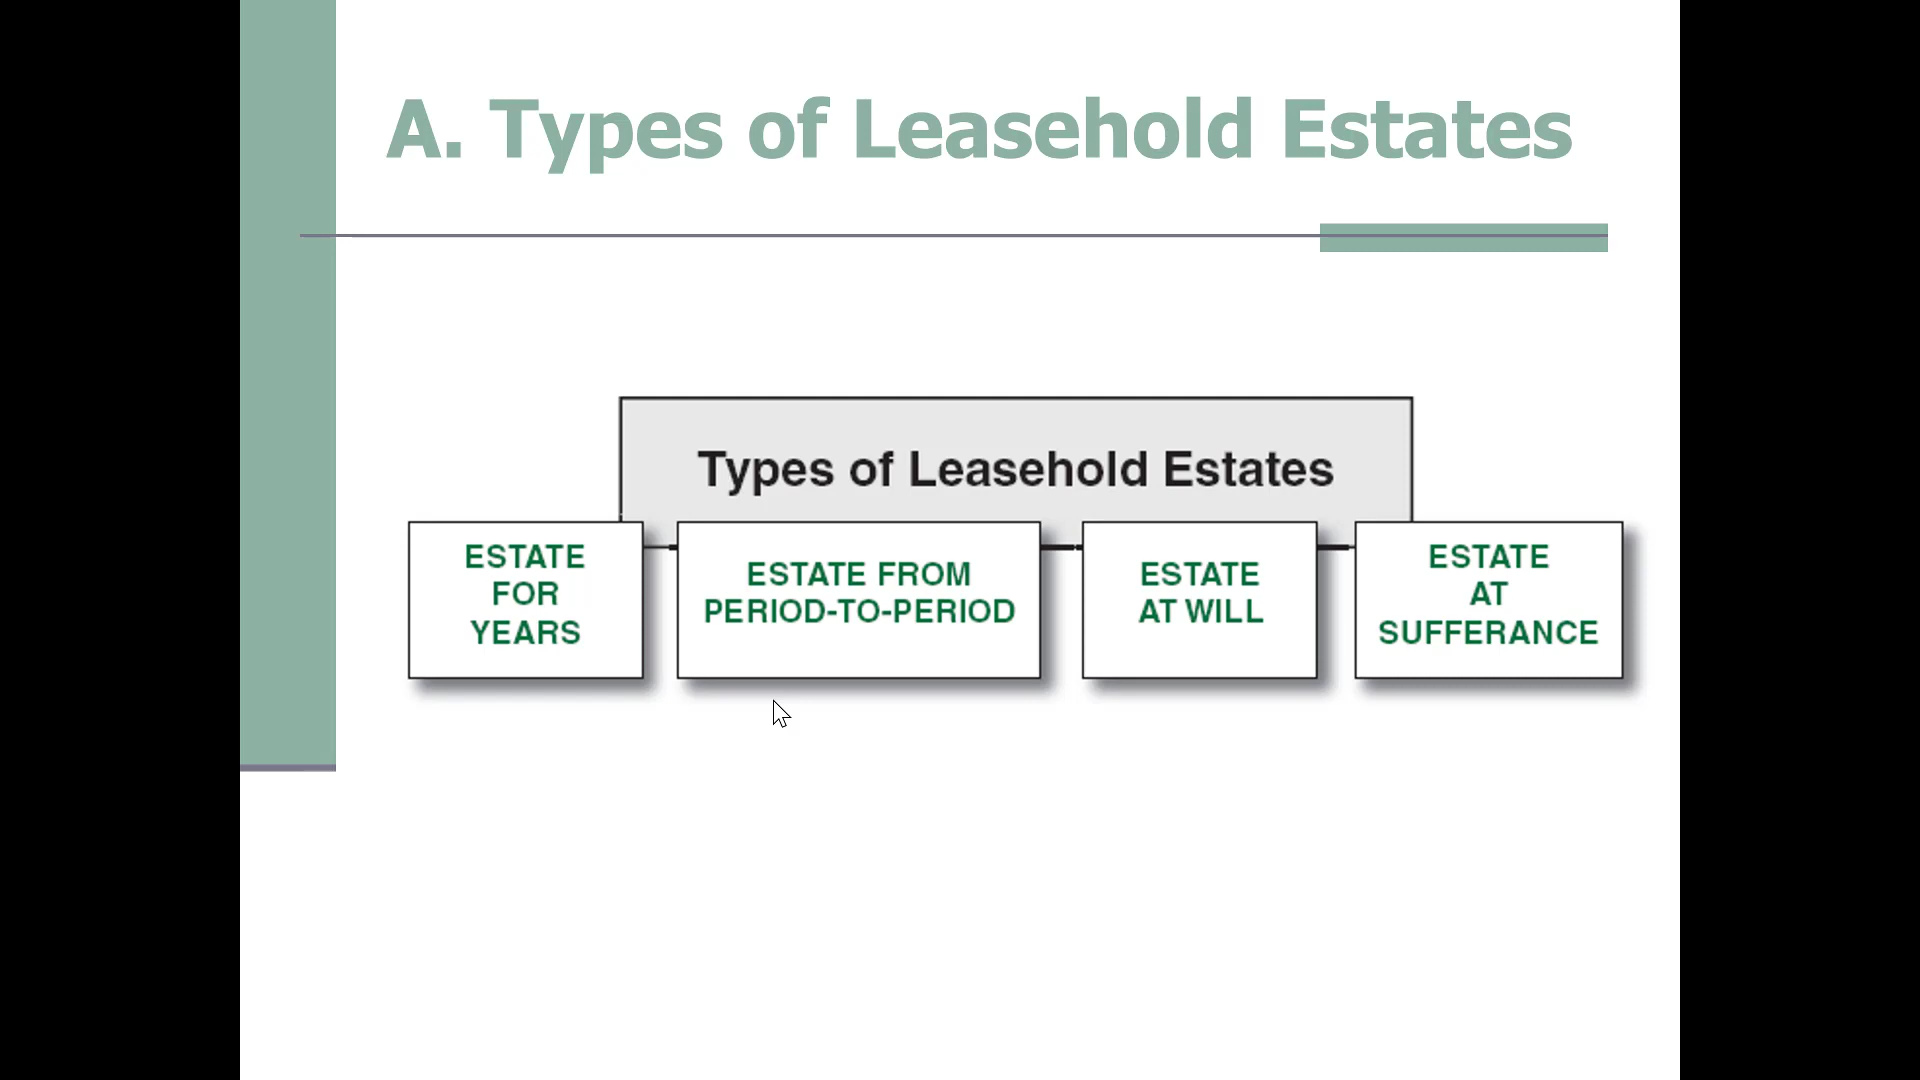 A. Types of Leasehold Estates
Types of Leasehold Estates
ESTATE
FOR
YEARS
ESTATE FROM
PERIOD-TO-PERIOD
ESTATE
AT WILL
ESTATE
AT
SUFFERANCE